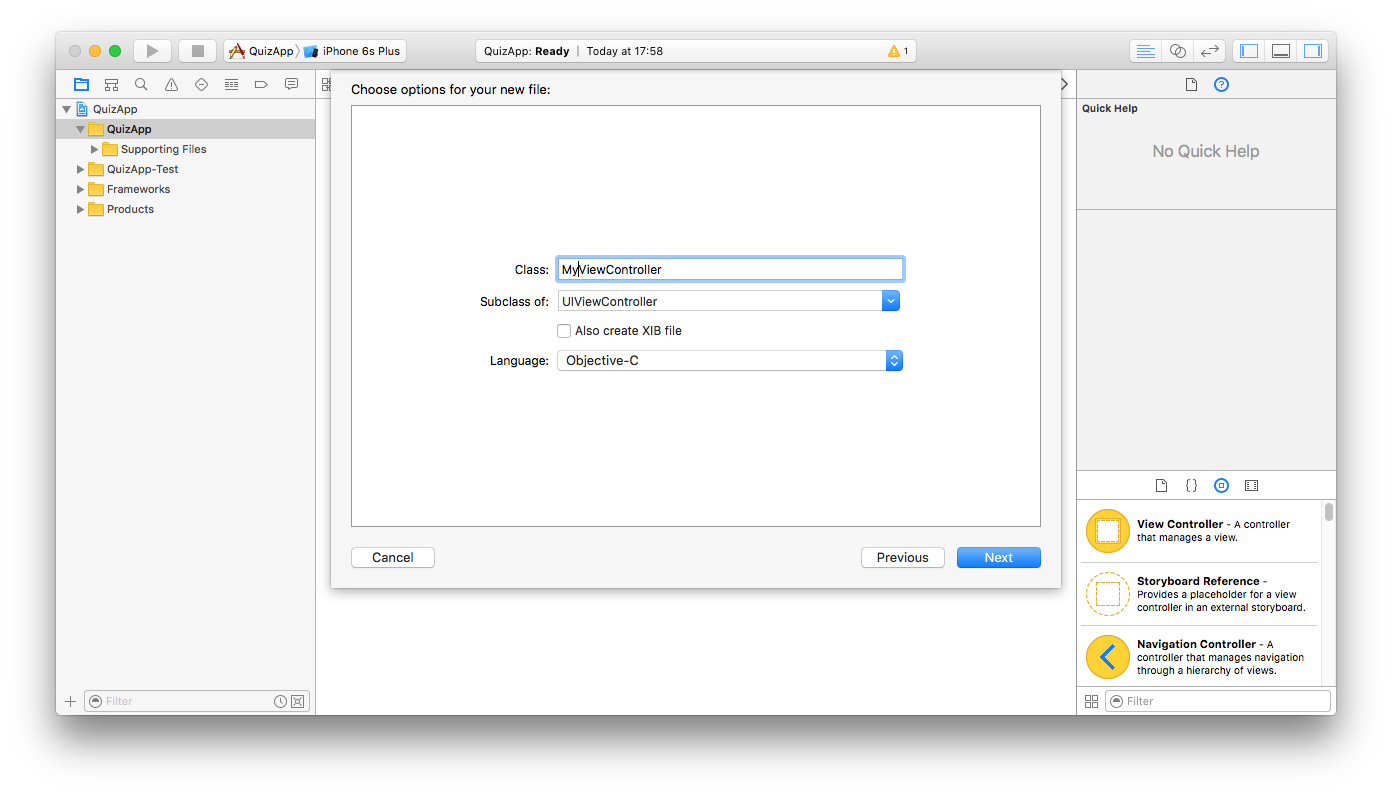 QuizApp
iPhone 6s Plus
QuizApp: Ready | Today at 17:58
1
QuizApp
QuizApp
Supporting Files
QuizApp-Test
Frameworks
Products
Filter
Choose options for your new file:
Class: MyViewController
Subclass of: UIViewController
Also create XIB file
Language: Objective-C
Cancel
Previous
Next
Quick Help
No Quick Help
View Controller - A controller
that manages a view.
Storyboard Reference -
Provides a placeholder for a view
controller in an external storyboard.
Navigation Controller - A
controller that manages navigation
through a hierarchy of views.
Filter